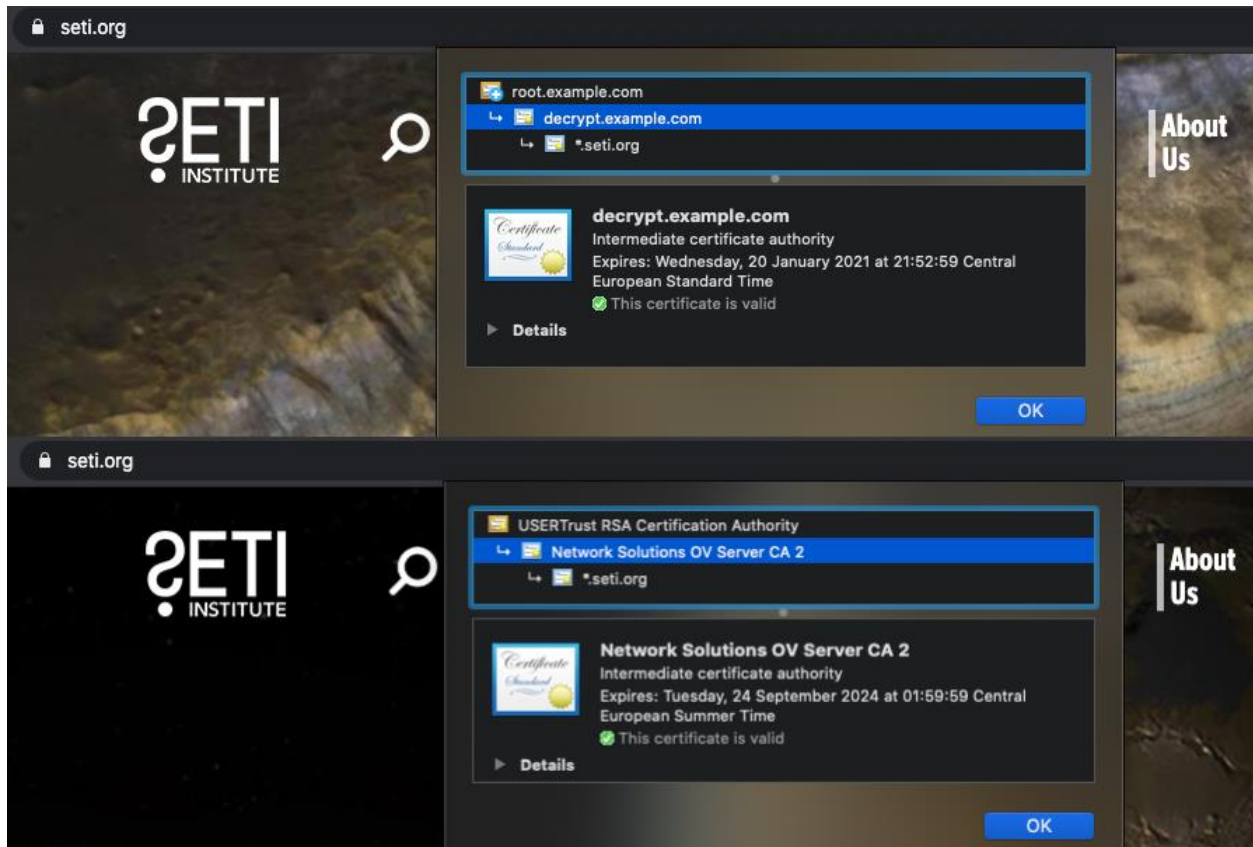 seti.org
SETI
INSTITUTE
root.example.com
decrypt.example.com
*.seti.org
Certificate
Standard
decrypt.example.com
Intermediate certificate authority
Expires: Wednesday, 20 January 2021 at 21:52:59 Central
European Standard Time
This certificate is valid
Details
OK
About
Us
seti.org
SETI
INSTITUTE
USERTrust RSA Certification Authority
Network Solutions OV Server CA 2
*.seti.org
Certificate
Standard
Network Solutions OV Server CA 2
Intermediate certificate authority
Expires: Tuesday, 24 September 2024 at 01:59:59 Central
European Summer Time
This certificate is valid
Details
OK
About
Us